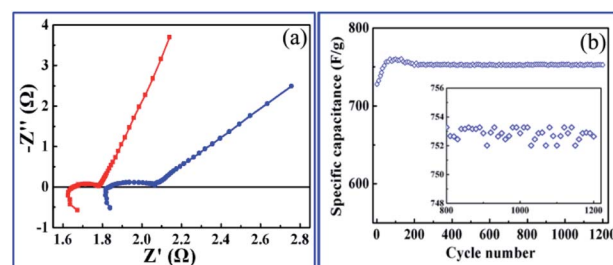 (a)
4
3
2
1
0
-1
-Z'' (Ω)
1.6 1.8 2.0 2.2 2.4 2.6 2.8
Z' (Ω)
(b)
800
700
600
Specific capacitance (F/g)
756
754
752
750
748
800 1000 1200
0 200 400 600 800 1000 1200
Cycle number